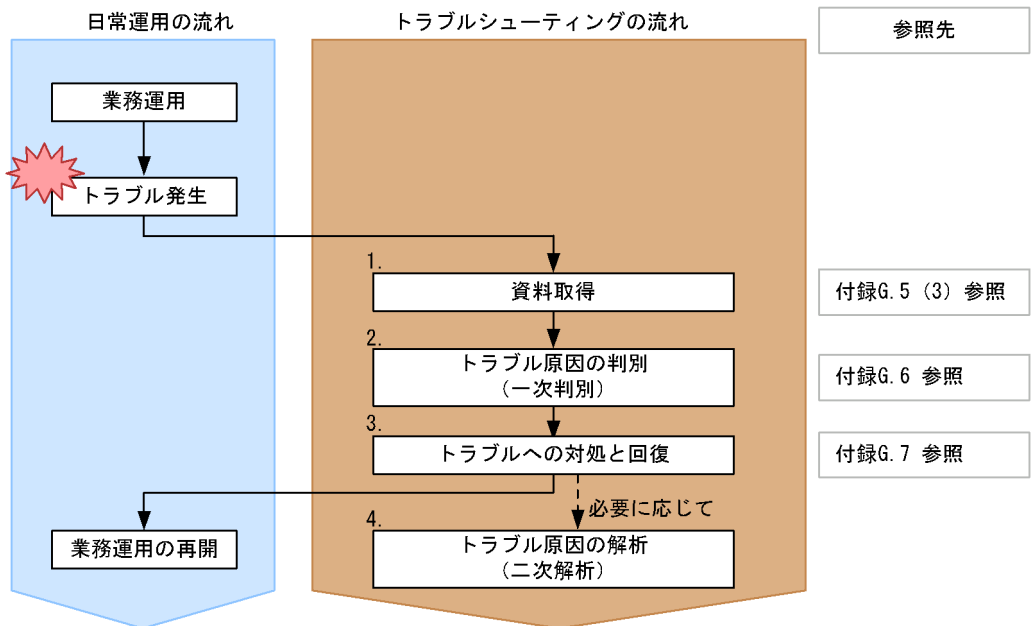 日常運用の流れ
トラブルシューティングの流れ
参照先
業務運用
トラブル発生
1.
資料取得
付録G.5（3）参照
2.
トラブル原因の判別
（一次判別）
付録G.6 参照
3.
トラブルへの対処と回復
付録G.7 参照
必要に応じて
業務運用の再開
4.
トラブル原因の解析
（二次解析）